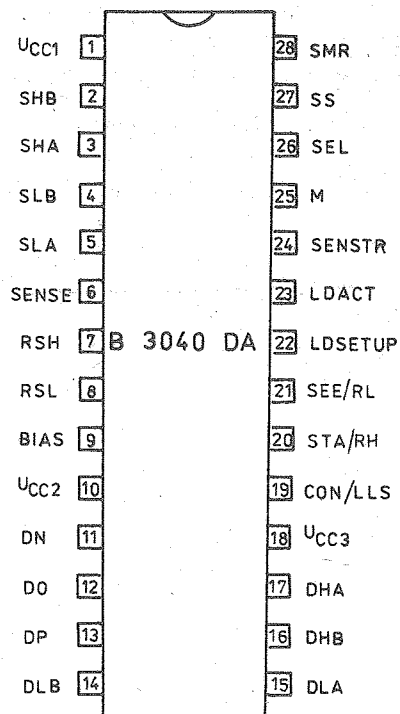 UCC1 1 28 SMR
SHB 2 27 SS
SHA 3 26 SEL
SLB 4 25 M
SLA 5 24 SENSTR
SENSE 6 23 LDACT
RSH 7 B 3040 DA 22 LDSETUP
RSL 8 21 SEE/RL
BIAS 9 20 STA/RH
UCC2 10 19 CON/LLS
DN 11 18 UCC3
DO 12 17 DHA
DP 13 16 DHB
DLB 14 15 DLA